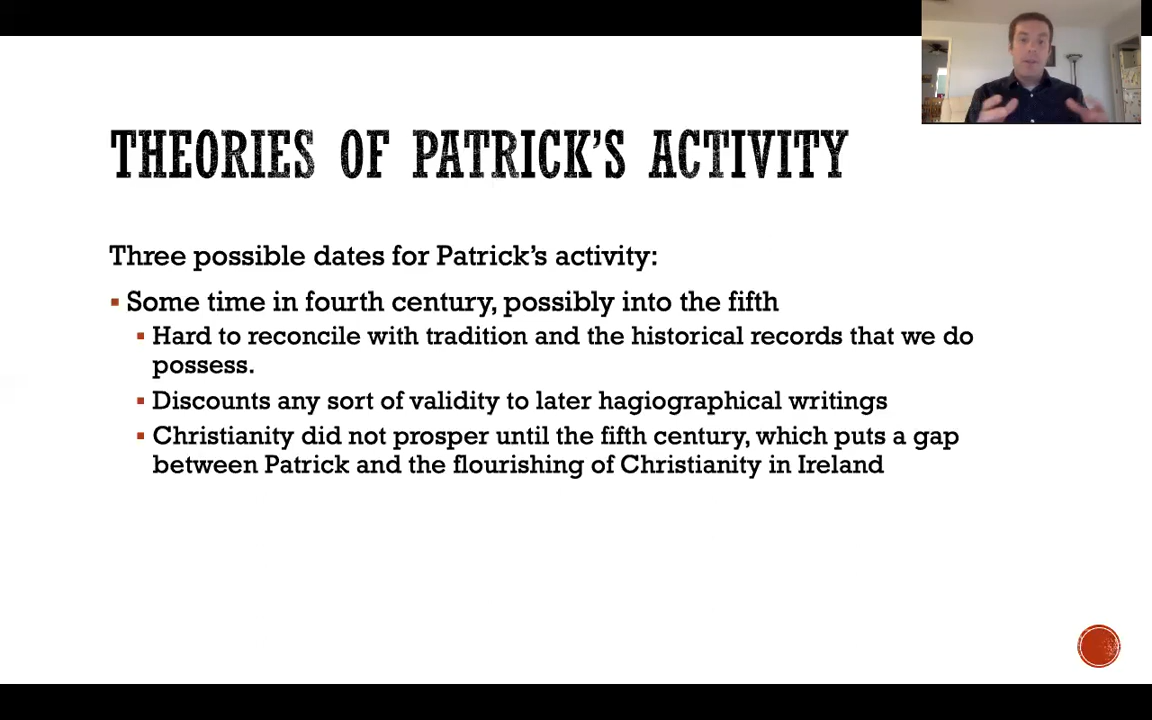 THEORIES OF PATRICK'S ACTIVITY
Three possible dates for Patrick's activity:
Some time in fourth century, possibly into the fifth
Hard to reconcile with tradition and the historical records that we do
possess.
Discounts any sort of validity to later hagiographical writings
Christianity did not prosper until the fifth century, which puts a gap
between Patrick and the flourishing of Christianity in Ireland